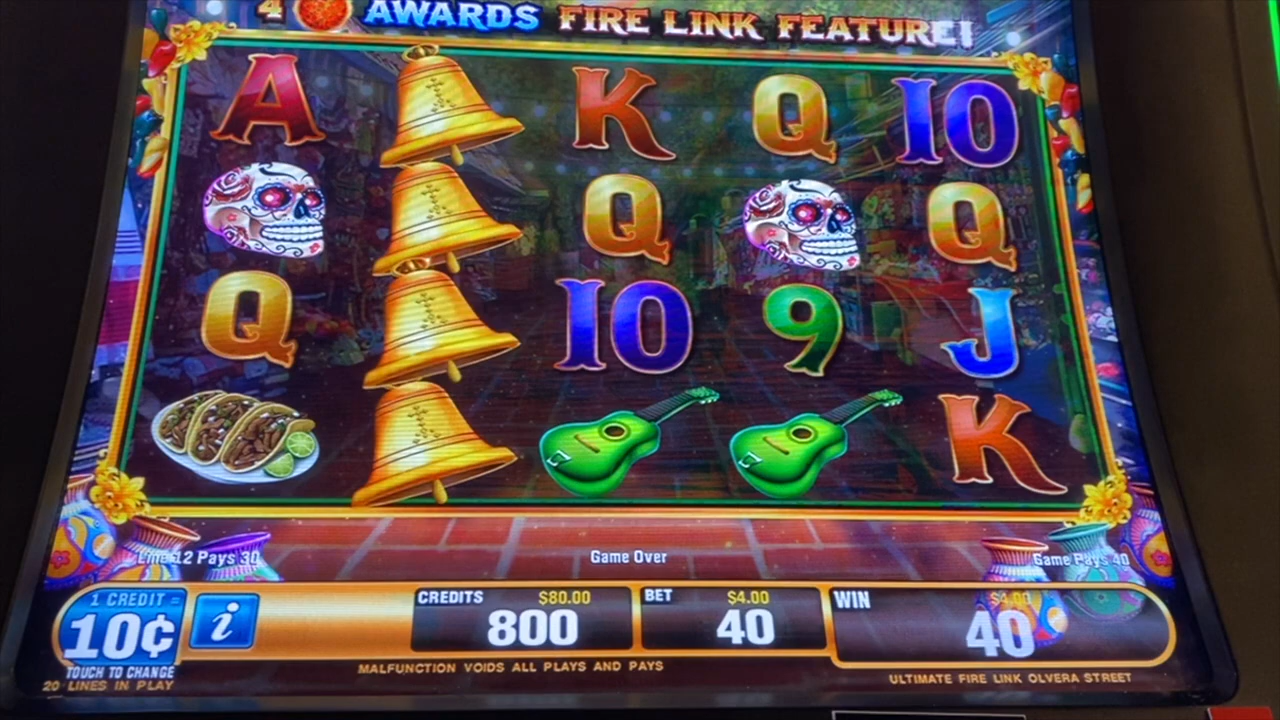 4 AWARDS FIRE LINK FEATURE!
A K Q 10
Q Q
Q 10 9 J
K
Line 12 Pays 30 Game Over Game Pays 40
1 CREDIT = CREDITS $80.00 BET $4.00 WIN $4.00
10¢ i 800 40 40
TOUCH TO CHANGE MALFUNCTION VOIDS ALL PLAYS AND PAYS
20 LINES IN PLAY ULTIMATE FIRE LINK OLVERA STREET